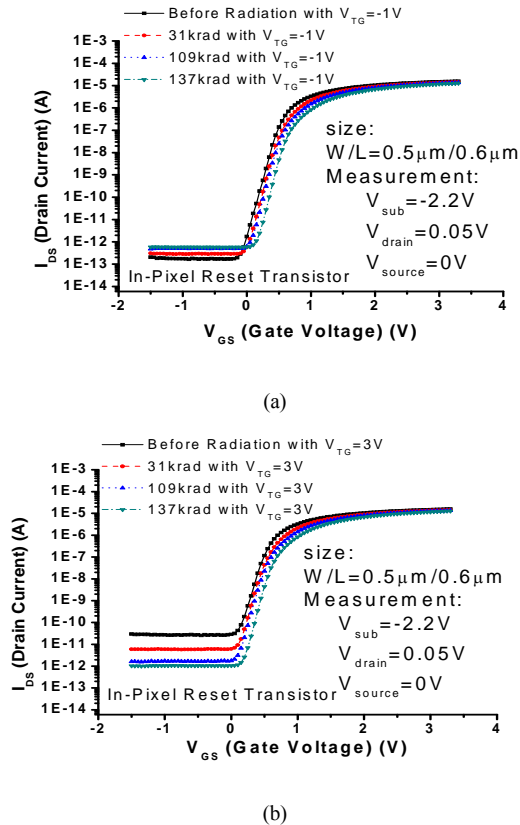 Before Radiation with V_TG=-1V
31krad with V_TG=-1V
109krad with V_TG=-1V
137krad with V_TG=-1V
1E-3
1E-4
1E-5
1E-6
1E-7
1E-8
1E-9
1E-10
1E-11
1E-12
1E-13
1E-14
I_DS (Drain Currrent) (A)
size:
W/L=0.5μm/0.6μm
Measurement:
V_sub=-2.2V
V_drain=0.05V
V_source=0V
In-Pixel Reset Transistor
-2 -1 0 1 2 3 4
V_GS (Gate Voltage) (V)
(a)
Before Radiation with V_TG=3V
31krad with V_TG=3V
109krad with V_TG=3V
137krad with V_TG=3V
1E-3
1E-4
1E-5
1E-6
1E-7
1E-8
1E-9
1E-10
1E-11
1E-12
1E-13
1E-14
I_DS (Drain Currrent) (A)
size:
W/L=0.5μm/0.6μm
Measurement:
V_sub=-2.2V
V_drain=0.05V
V_source=0V
In-Pixel Reset Transistor
-2 -1 0 1 2 3 4
V_GS (Gate Voltage) (V)
(b)